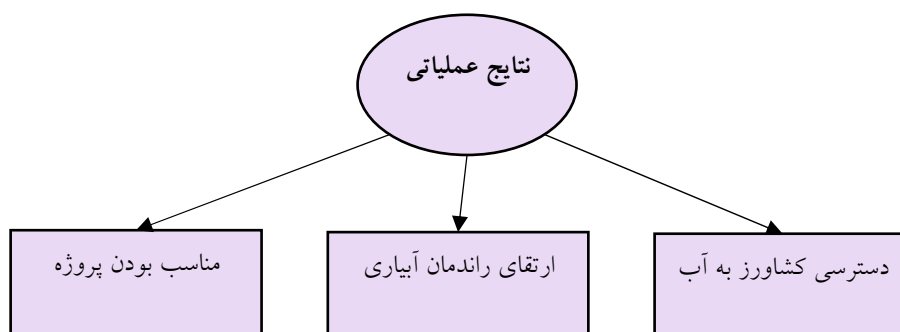 نتایج عملیاتی
دسترسی کشاورز به آب
ارتقای راندمان آبیاری
مناسب بودن پروژه